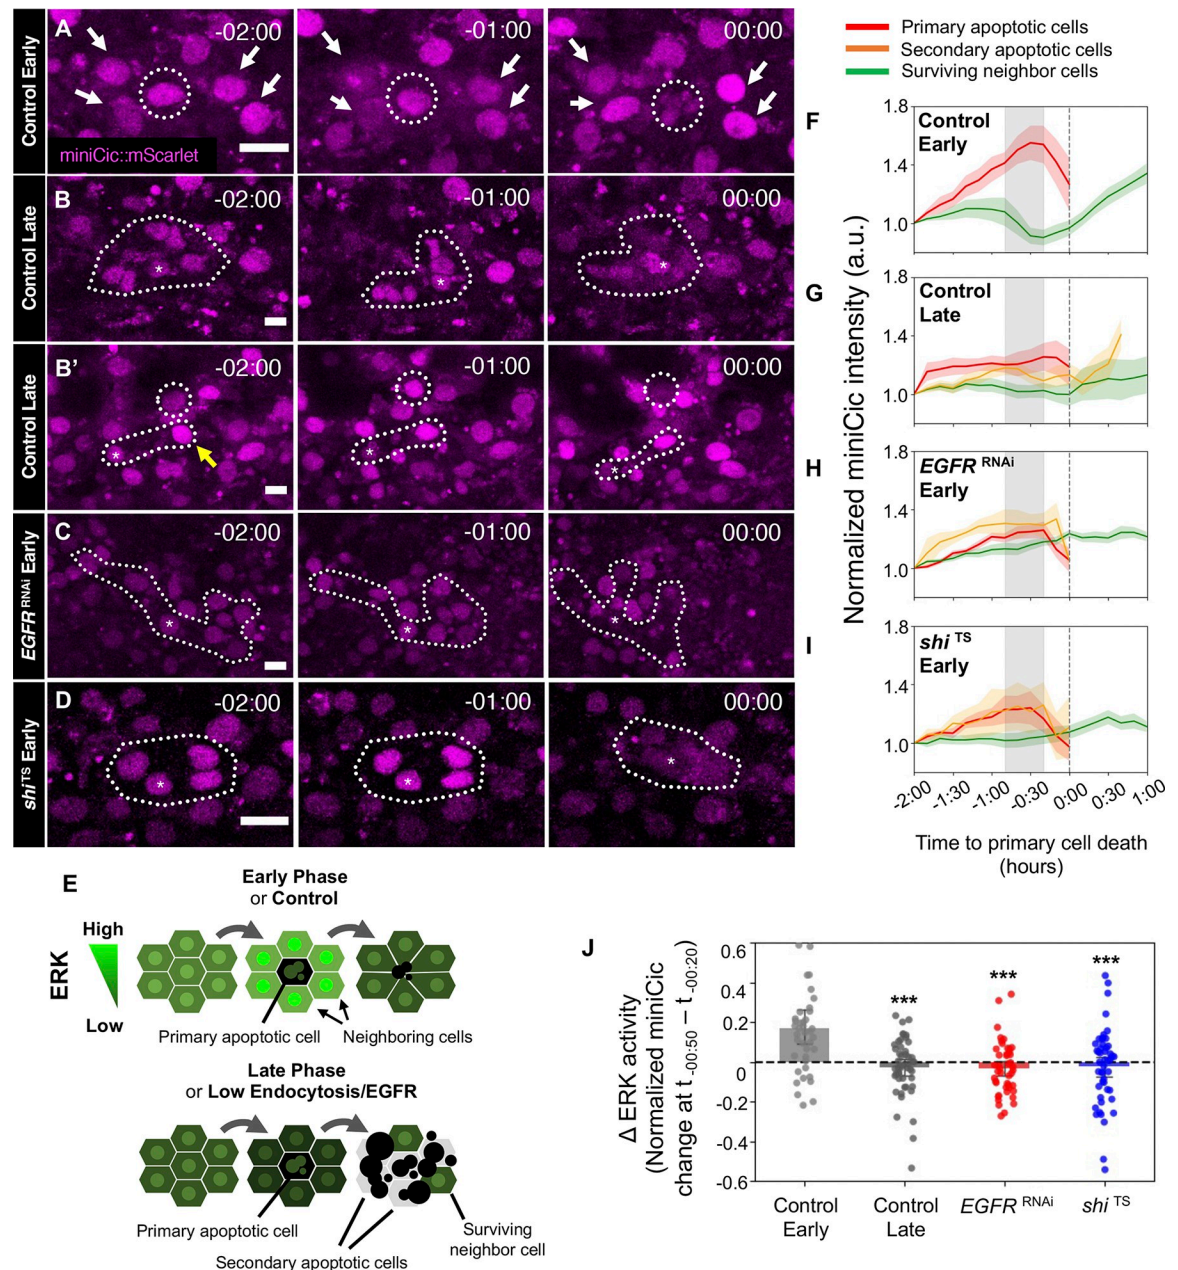 Control Early
A
-02:00
-01:00
00:00
miniCic::mScarlet
Control Late
B
-02:00
-01:00
00:00
*
*
*
Control Late
B’
-02:00
-01:00
00:00
*
*
*
EGFR RNAi Early
C
-02:00
-01:00
00:00
*
*
*
shi TS Early
D
-02:00
-01:00
00:00
*
*
*
E
Early Phase
or Control
High
ERK
Low
Primary apoptotic cell
Neighboring cells
Late Phase
or Low Endocytosis/EGFR
Primary apoptotic cell
Secondary apoptotic cells
Surviving
neighbor cell
Primary apoptotic cells
Secondary apoptotic cells
Surviving neighbor cells
Normalized miniCic intensity (a.u.)
F
1.8
1.4
1.0
Control
Early
G
1.8
1.4
1.0
Control
Late
H
1.8
1.4
1.0
EGFR RNAi
Early
I
1.8
1.4
1.0
shi TS
Early
-2:00 -1:30 -1:00 -0:30 0:00 0:30 1:00
Time to primary cell death
(hours)
J
Δ ERK activity
(Normalized miniCic
change at t-00:50 – t-00:20)
0.6
0.4
0.2
0
-0.2
-0.4
-0.6
***
***
***
Control
Early
Control
Late
EGFR RNAi
shi TS